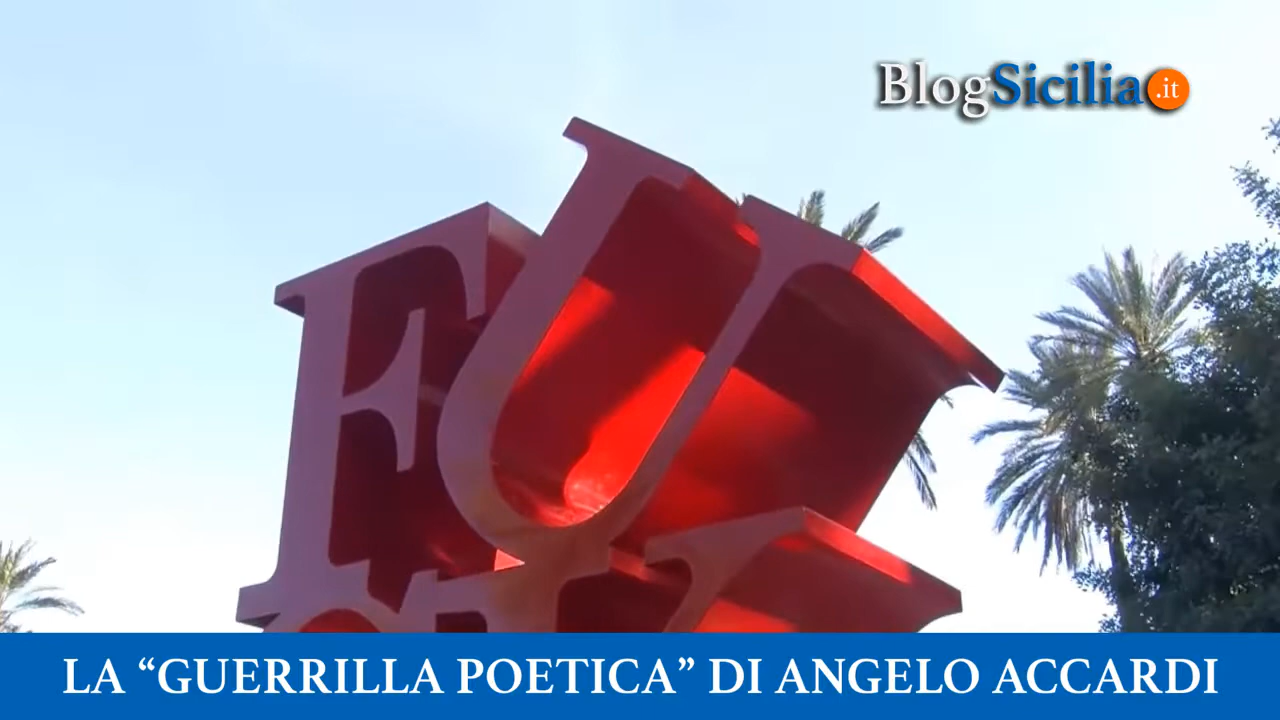 BlogSicilia.it
FU
LA “GUERRILLA POETICA” DI ANGELO ACCARDI